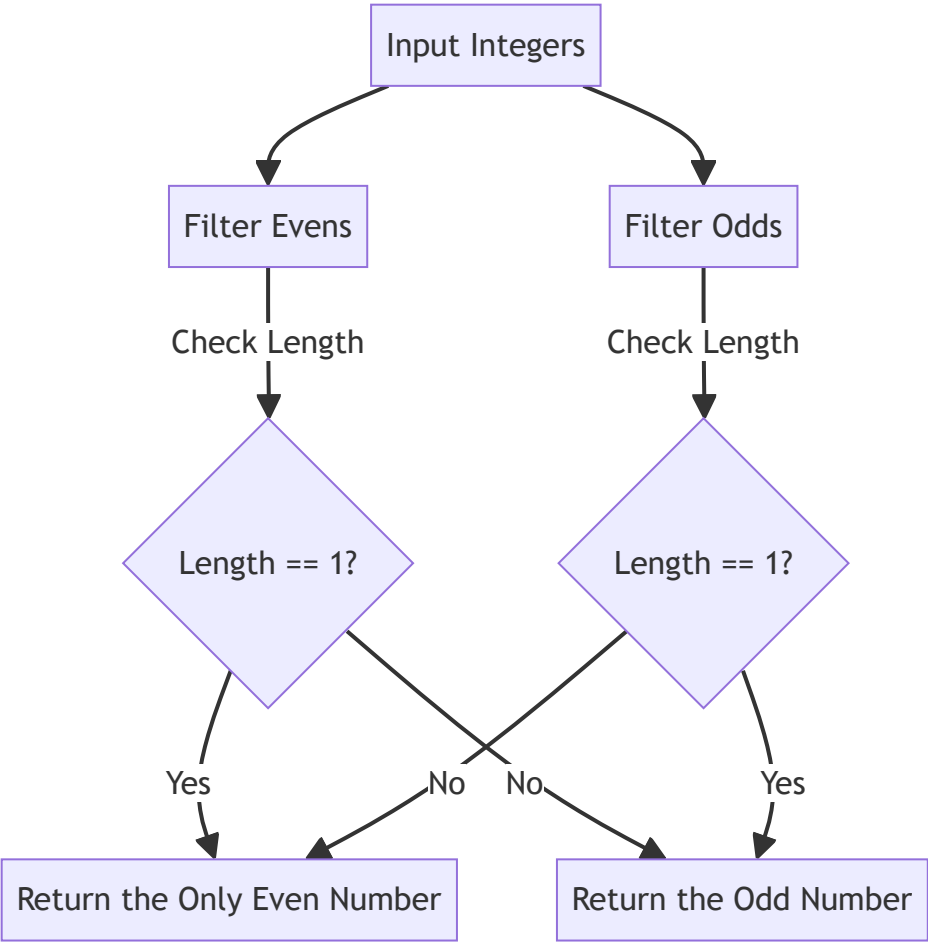 Input Integers
Filter Evens
Filter Odds
Check Length
Check Length
Length == 1?
Length == 1?
Yes
No
No
Yes
Return the Only Even Number
Return the Odd Number